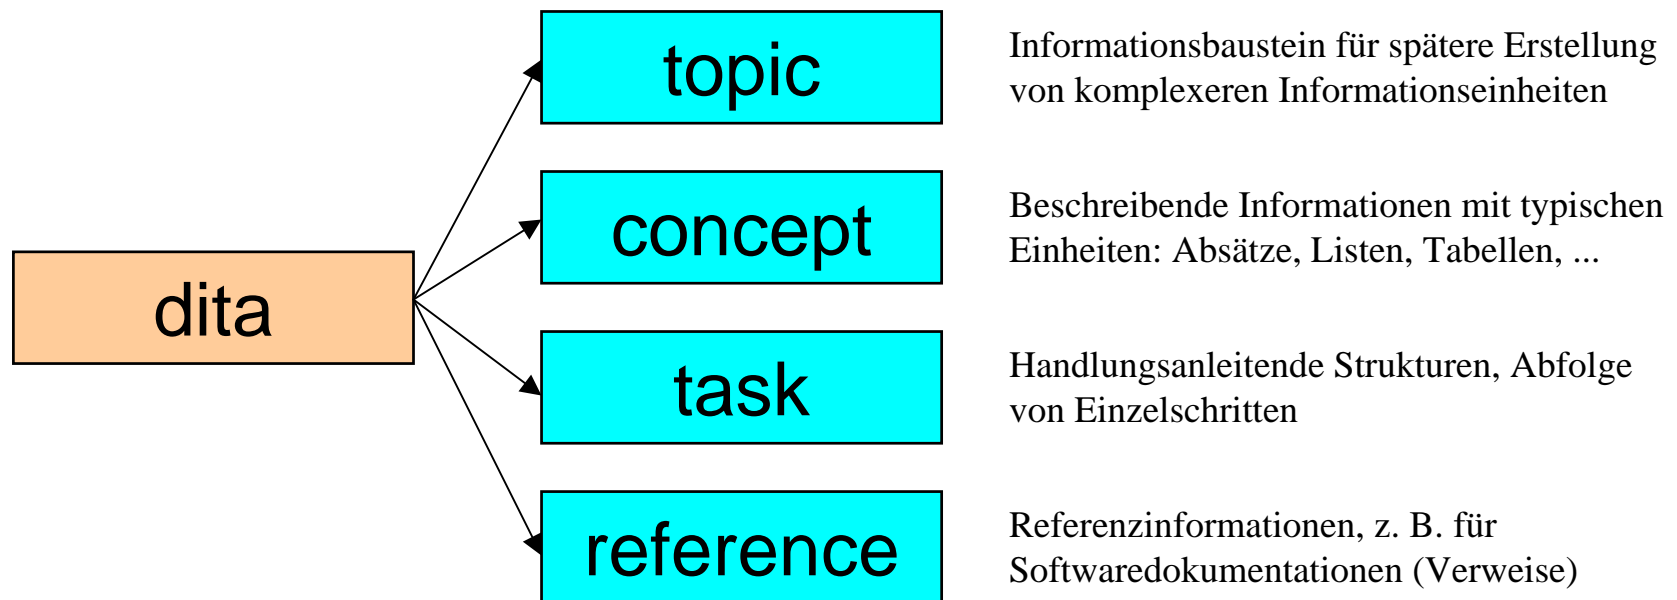 topic
Informationsbaustein für spätere Erstellung
von komplexeren Informationseinheiten
concept
Beschreibende Informationen mit typischen
Einheiten: Absätze, Listen, Tabellen, ...
dita
task
Handlungsanleitende Strukturen, Abfolge
von Einzelschritten
reference
Referenzinformationen, z. B. für
Softwaredokumentationen (Verweise)